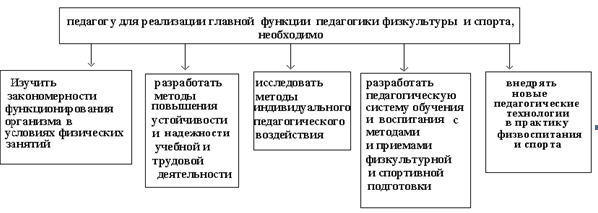 педагогу для реализации главной функции педагогики физкультуры и спорта,
необходимо
Изучить
закономерности
функционирования
организма в
условиях физических
занятий
разработать
методы
повышения
устойчивости
и надежности
учебной и
трудовой
деятельности
исследовать
методы
индивидуального
педагогического
воздействия
разработать
педагогическую
систему обучения
и воспитания с
методами
и приемами
физкультурной
и спортивной
подготовки
внедрять
новые
педагогические
технологии
в практику
физвоспитания
и спорта